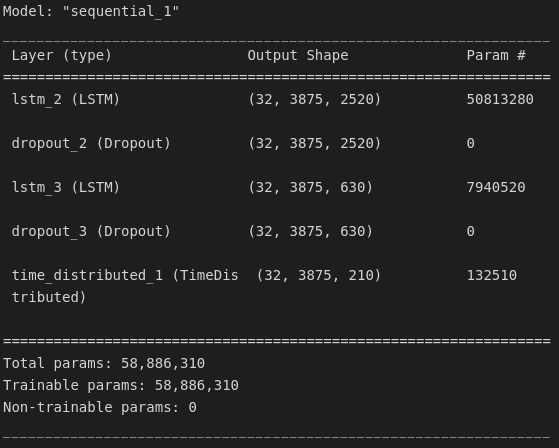 Model: "sequential_1"
_________________________________________________________________
Layer (type) Output Shape Param #
=================================================================
lstm_2 (LSTM) (32, 3875, 2520) 50813280
dropout_2 (Dropout) (32, 3875, 2520) 0
lstm_3 (LSTM) (32, 3875, 630) 7940520
dropout_3 (Dropout) (32, 3875, 630) 0
time_distributed_1 (TimeDis (32, 3875, 210) 132510
tributed)
=================================================================
Total params: 58,886,310
Trainable params: 58,886,310
Non-trainable params: 0
_________________________________________________________________